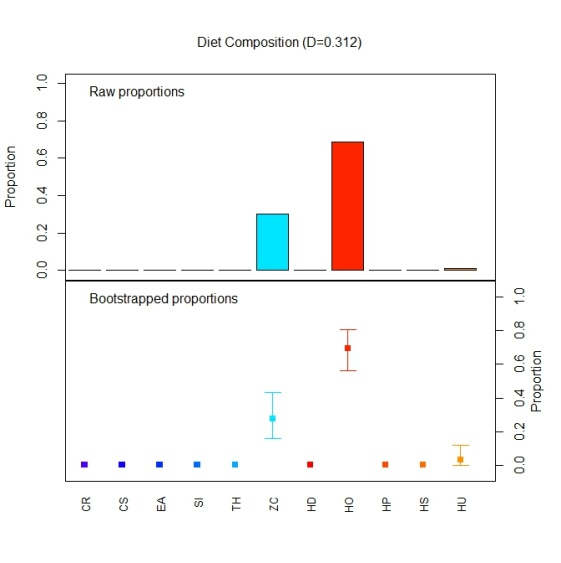 Diet Composition (D=0.312)
Raw proportions
Proportion
1.0
0.8
0.6
0.4
0.2
0.0
Bootstrapped proportions
1.0
0.8
0.6
0.4
0.2
0.0
Proportion
CR CS EA SI TH ZC HD HO HP HS HU